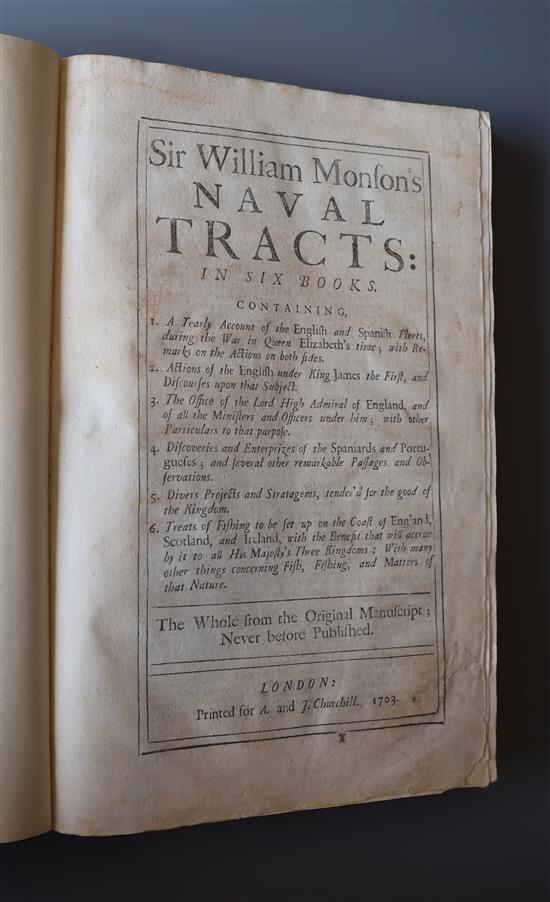 Sir William Monſon's
NAVAL
TRACTS:
IN SIX BOOKS.
CONTAINING,
1. A Yearly Account of the Engliſh and Spaniſh Fleets,
during the War in Queen Elizabeth's time; with Re-
marks on the Actions on both ſides.
2. Actions of the Engliſh under King James the Firſt, and
Diſcourſes upon that Subject.
3. The Office of the Lord High Admiral of England, and
of all the Miniſters and Officers under him; with other
Particulars to that purpoſe.
4. Diſcoveries and Enterprizes of the Spaniards and Portu-
gueſes; and ſeveral other remarkable Paſſages and Ob-
ſervations.
5. Divers Projects and Stratagems, tender'd for the good of
the Kingdom.
6. Treats of Fiſhing to be ſet up on the Coaſt of England,
Scotland, and Ireland, with the Benefit that will accrue
by it to all His Majeſty's Three Kingdoms: With many
other things concerning Fiſh, Fiſhing, and Matters of
that Nature.
The Whole from the Original Manuſcript;
Never before Publiſhed.
LONDON:
Printed for A. and J. Churchill. 1703.